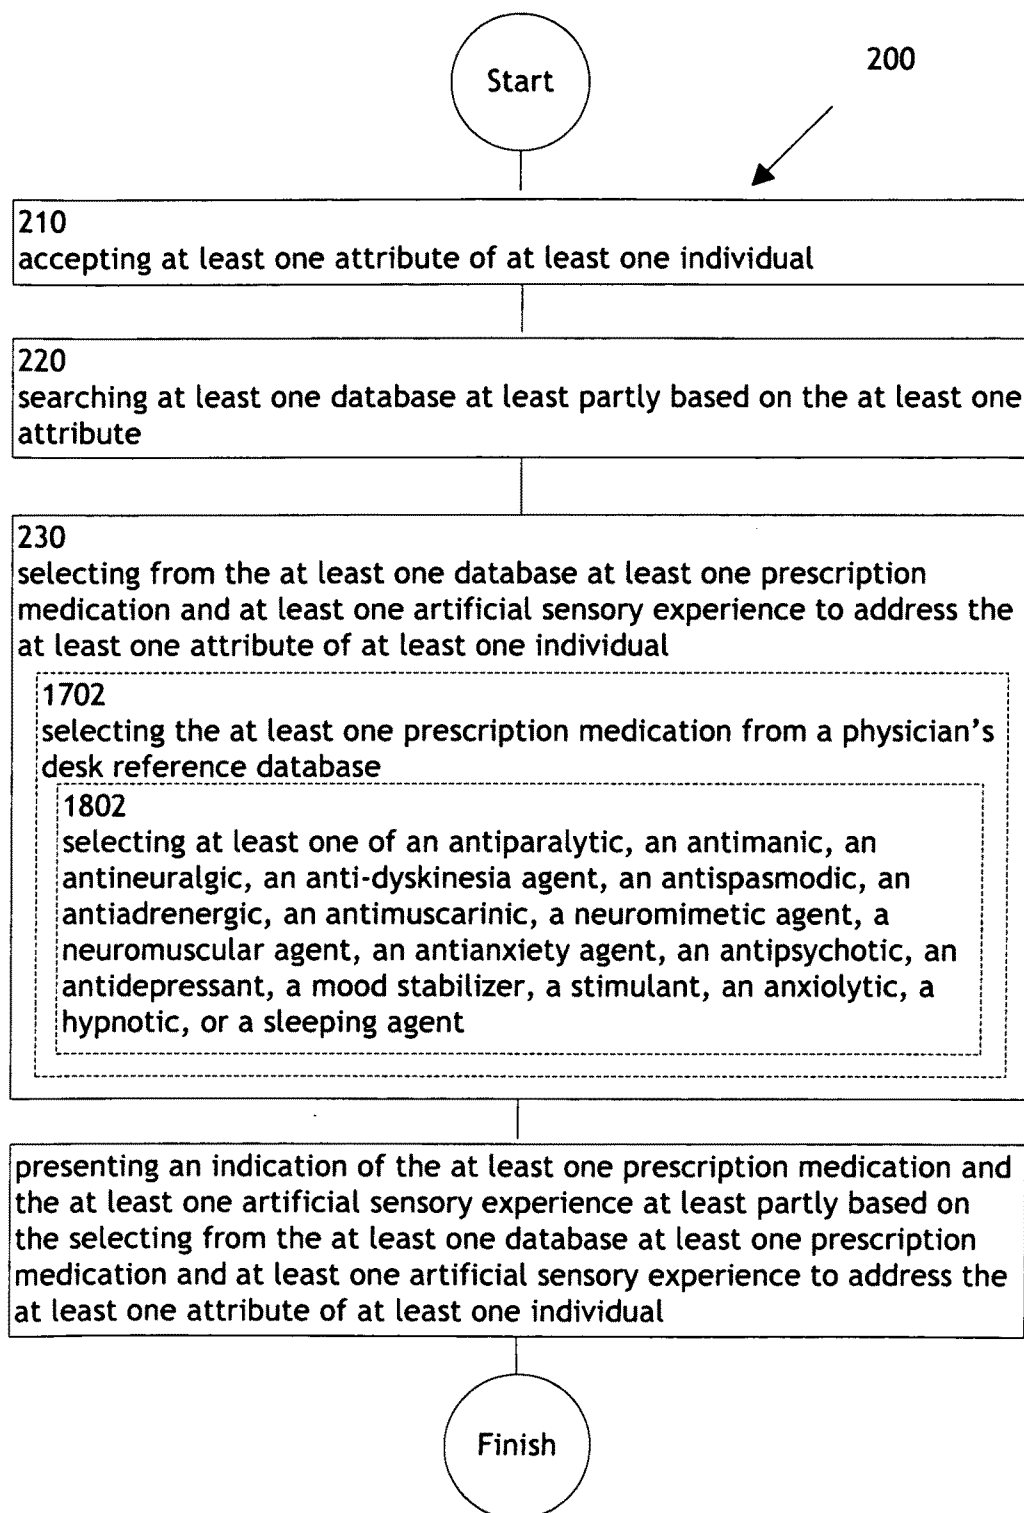 Start
200
210
accepting at least one attribute of at least one individual
220
searching at least one database at least partly based on the at least one
attribute
230
selecting from the at least one database at least one prescription
medication and at least one artificial sensory experience to address the
at least one attribute of at least one individual
1702
selecting the at least one prescription medication from a physician's
desk reference database
1802
selecting at least one of an antiparalytic, an antimanic, an
antineuralgic, an anti-dyskinesia agent, an antispasmodic, an
antiadrenergic, an antimuscarinic, a neuromimetic agent, a
neuromuscular agent, an antianxiety agent, an antipsychotic, an
antidepressant, a mood stabilizer, a stimulant, an anxiolytic, a
hypnotic, or a sleeping agent
presenting an indication of the at least one prescription medication and
the at least one artificial sensory experience at least partly based on
the selecting from the at least one database at least one prescription
medication and at least one artificial sensory experience to address the
at least one attribute of at least one individual
Finish